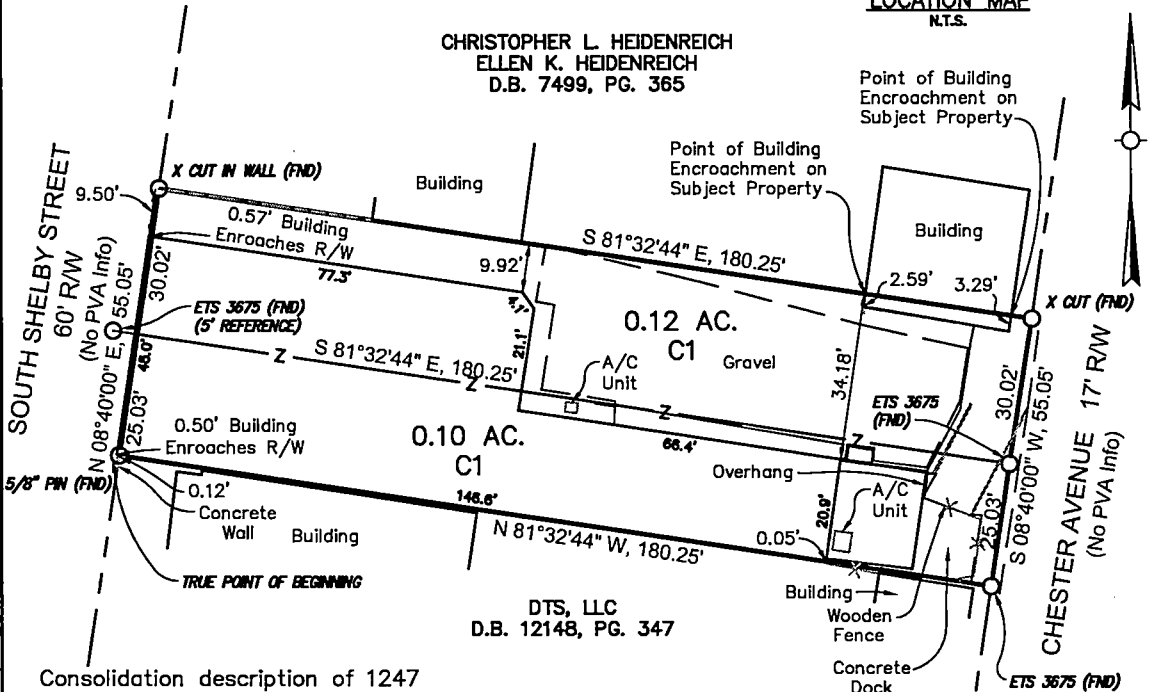 LOCATION MAP
N.T.S.
CHRISTOPHER L. HEIDENREICH
ELLEN K. HEIDENREICH
D.B. 7499, PG. 365
Point of Building
Encroachment on
Subject Property
Point of Building
Encroachment on
Subject Property
X CUT IN WALL (FND)
Building
Building
9.50'
0.57' Building
Enroaches R/W
77.3'
9.92'
S 81°32'44" E, 180.25'
2.59'
3.29'
X CUT (FND)
SOUTH SHELBY STREET
60' R/W
(No PVA Info)
N 08°40'00" E, 55.05'
30.02'
48.0'
25.03'
ETS 3675 (FND)
(5' REFERENCE)
S 81°32'44" E, 180.25'
Z
Z
Z
Z
21.1'
0.12 AC.
C1
Gravel
A/C
Unit
34.18'
ETS 3675
(FND)
30.02'
0.50' Building
Enroaches R/W
0.10 AC.
C1
66.4'
Overhang
A/C
Unit
20.9'
5/8" PIN (FND)
0.12'
Concrete
Wall
Building
146.6'
N 81°32'44" W, 180.25'
0.05'
25.03'
S 08°40'00" W, 55.05'
CHESTER AVENUE 17' R/W
(No PVA Info)
TRUE POINT OF BEGINNING
DTS, LLC
D.B. 12148, PG. 347
Building
Wooden
Fence
Concrete
Dock
ETS 3675 (FND)
Consolidation description of 1247